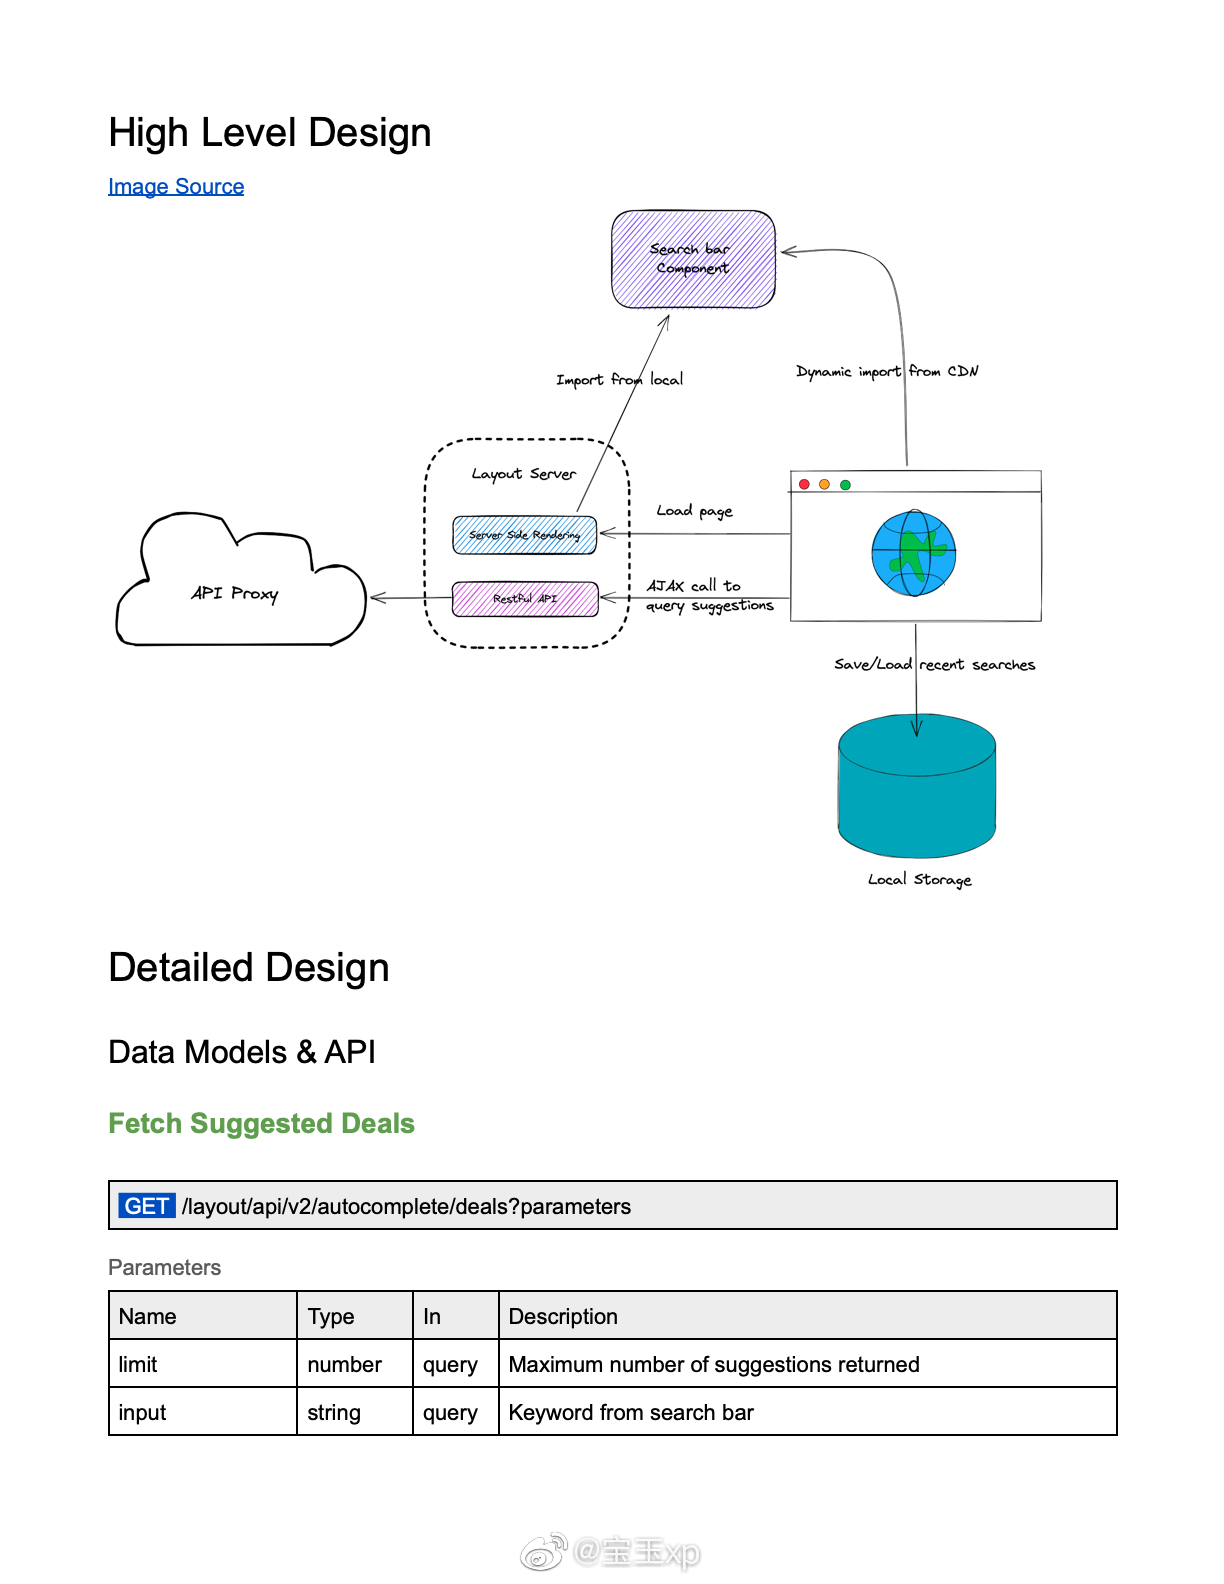 High Level Design
Image Source
Search bar
Component
Dynamic import from CDN
Import from local
Layout Server
Load page
Server Side Rendering
AJAX call to
query suggestions
Restful API
API Proxy
Save/Load recent searches
Local Storage
Detailed Design
Data Models & API
Fetch Suggested Deals
GET /layout/api/v2/autocomplete/deals?parameters
Parameters
Name Type In Description
limit number query Maximum number of suggestions returned
input string query Keyword from search bar
@宝玉xp